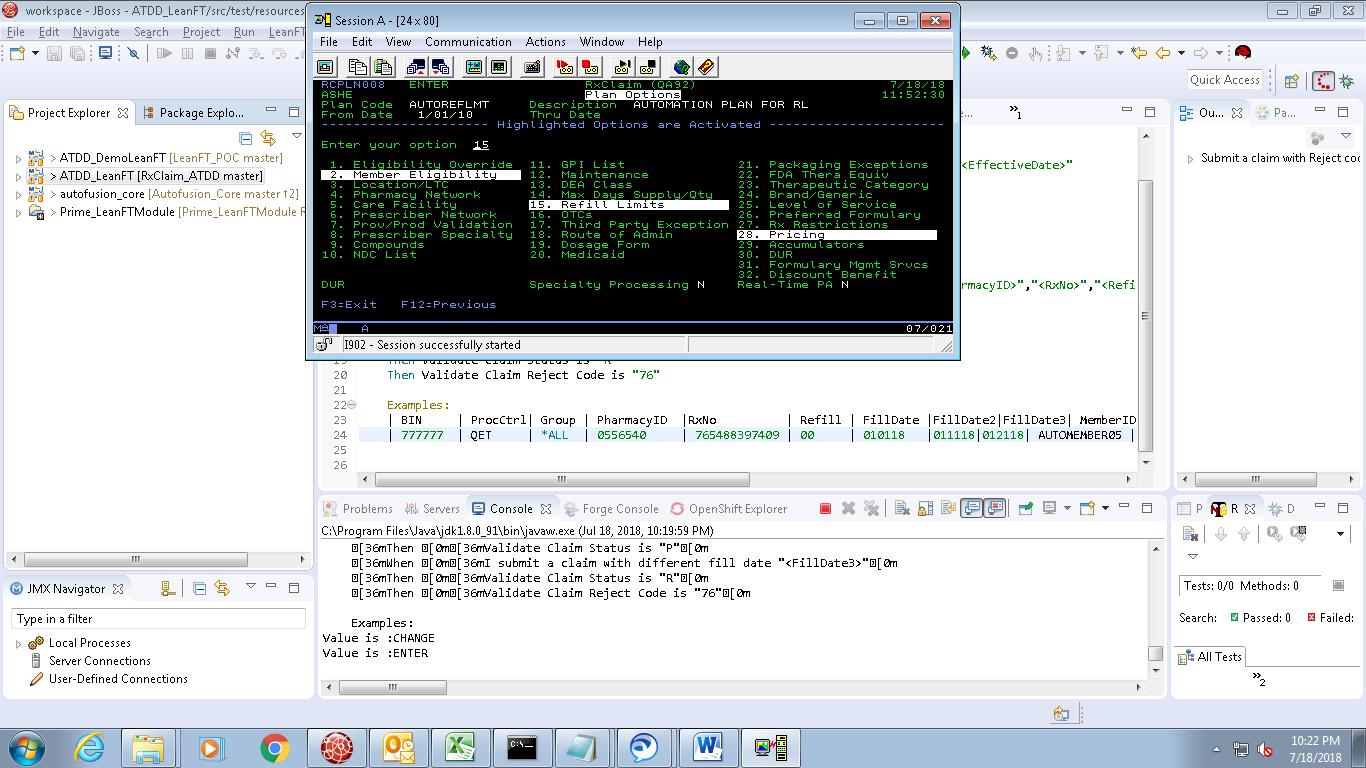 workspace - JBoss - ATDD_LeanFT/src/test/resources
File Edit Navigate Search Project Run LeanFT
Quick Access
Project Explorer Package Explo...
> ATDD_DemoLeanFT [LeanFT_POC master]
> ATDD_LeanFT [RxClaim_ATDD master]
> autofusion_core [Autofusion_Core master ↑2]
> Prime_LeanFTModule [Prime_LeanFTModule R
JMX Navigator
Type in a filter
Local Processes
Server Connections
User-Defined Connections
Session A - [24 x 80]
File Edit View Communication Actions Window Help
RCPLN008 ENTER RxClaim (QA92) 7/18/18
ASHE Plan Options 11:52:30
Plan Code AUTOREFLMT Description AUTOMATION PLAN FOR RL
From Date 1/01/10 Thru Date
---------------------- Highlighted Options are Activated ----------------------
Enter your option 15
1. Eligibility Override 11. GPI List 21. Packaging Exceptions
2. Member Eligibility 12. Maintenance 22. FDA Thera Equiv
3. Location/LTC 13. DEA Class 23. Therapeutic Category
4. Pharmacy Network 14. Max Days Supply/Qty 24. Brand/Generic
5. Care Facility 15. Refill Limits 25. Level of Service
6. Prescriber Network 16. OTCs 26. Preferred Formulary
7. Prov/Prod Validation 17. Third Party Exception 27. Rx Restrictions
8. Prescriber Specialty 18. Route of Admin 28. Pricing
9. Compounds 19. Dosage Form 29. Accumulators
10. NDC List 20. Medicaid 30. DUR
31. Formulary Mgmt Srvcs
32. Discount Benefit
DUR Specialty Processing N Real-Time PA N
F3=Exit F12=Previous
MA A 07/021
I902 - Session successfully started
e... »1
<EffectiveDate>"
rmacyID>","<RxNo>","<Refi
20 Then Validate Claim Reject Code is "76"
21
22 Examples:
23 | BIN | ProcCtrl| Group | PharmacyID |RxNo | Refill | FillDate |FillDate2|FillDate3| MemberID
24 | 777777 | QET | *ALL | 0556540 | 765488397409 | 00 | 010118 |011118|012118| AUTOMEMBER05 |
25
26
Ou... Pa...
Submit a claim with Reject co
Problems Servers Console Forge Console OpenShift Explorer
C:\Program Files\Java\jdk1.8.0_91\bin\javaw.exe (Jul 18, 2018, 10:19:59 PM)
[36mThen [0m[36mValidate Claim Status is "P"[0m
[36mWhen [0m[36mI submit a claim with different fill date "<FillDate3>"[0m
[36mThen [0m[36mValidate Claim Status is "R"[0m
[36mThen [0m[36mValidate Claim Reject Code is "76"[0m
Examples:
Value is :CHANGE
Value is :ENTER
P R D
Tests: 0/0 Methods: 0
Search: Passed: 0 Failed:
All Tests
»2
10:22 PM
7/18/2018